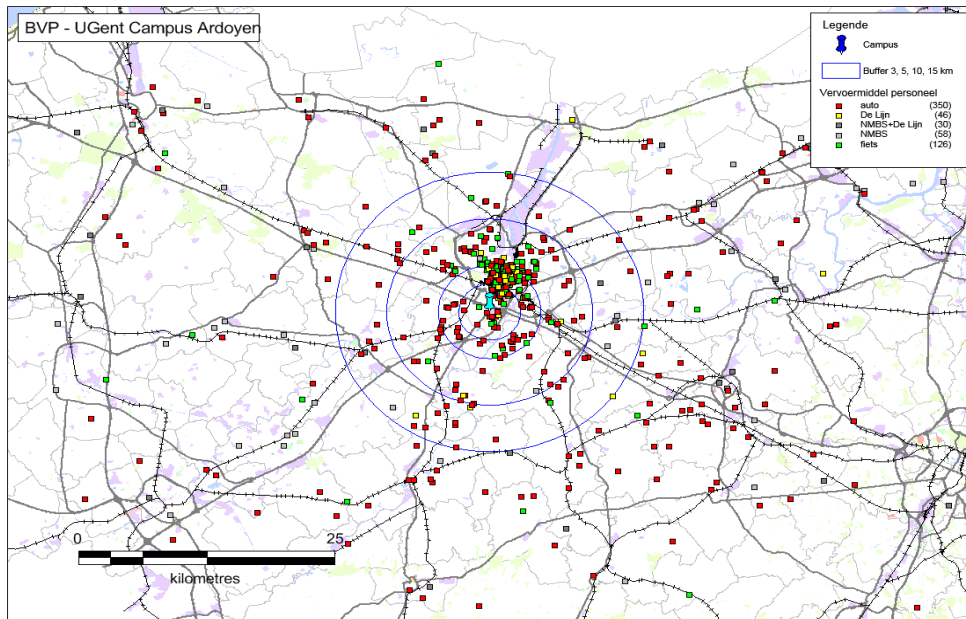 BVP - UGent Campus Ardoyen
Legende
Campus
Buffer 3, 5, 10, 15 km
Vervoermiddel personeel
auto (350)
De Lijn (46)
NMBS+De Lijn (30)
NMBS (58)
fiets (126)
0 25
kilometres